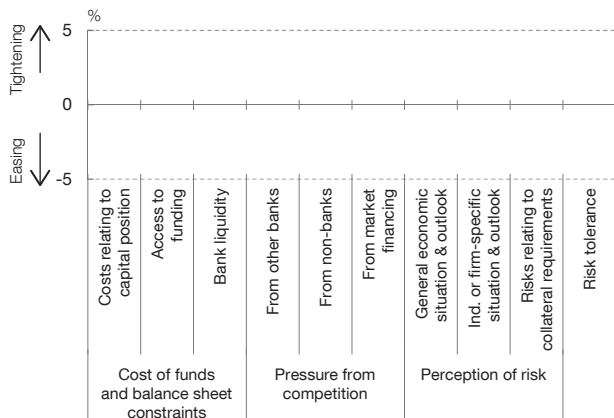 %
5
0
-5
Tightening
Easing
Costs relating to
capital position
Access to
funding
Bank liquidity
From other banks
From non-banks
From market
financing
General economic
situation & outlook
Ind. or firm-specific
situation & outlook
Risks relating to
collateral requirements
Risk tolerance
Cost of funds
and balance sheet
constraints
Pressure from
competition
Perception of risk